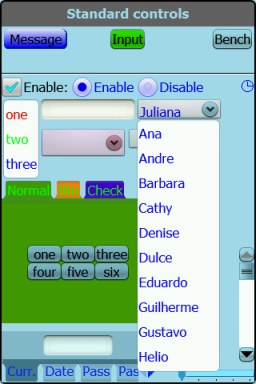 Standard controls
Message Input Bench
Enable: Enable Disable
one
two
three
Juliana
Ana
Andre
Barbara
Cathy
Denise
Dulce
Eduardo
Guilherme
Gustavo
Helio
Normal Check
one two three
four five six
Curr. Date Pass Pas